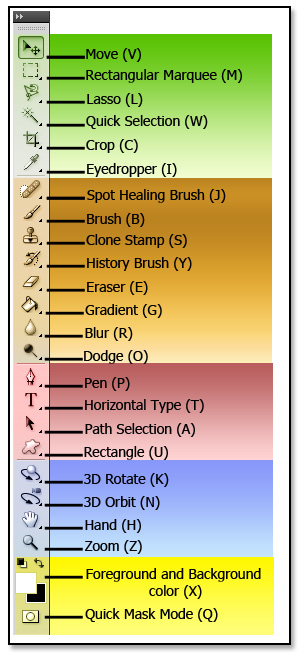 Move (V)
Rectangular Marquee (M)
Lasso (L)
Quick Selection (W)
Crop (C)
Eyedropper (I)
Spot Healing Brush (J)
Brush (B)
Clone Stamp (S)
History Brush (Y)
Eraser (E)
Gradient (G)
Blur (R)
Dodge (O)
Pen (P)
Horizontal Type (T)
Path Selection (A)
Rectangle (U)
3D Rotate (K)
3D Orbit (N)
Hand (H)
Zoom (Z)
Foreground and Background
color (X)
Quick Mask Mode (Q)